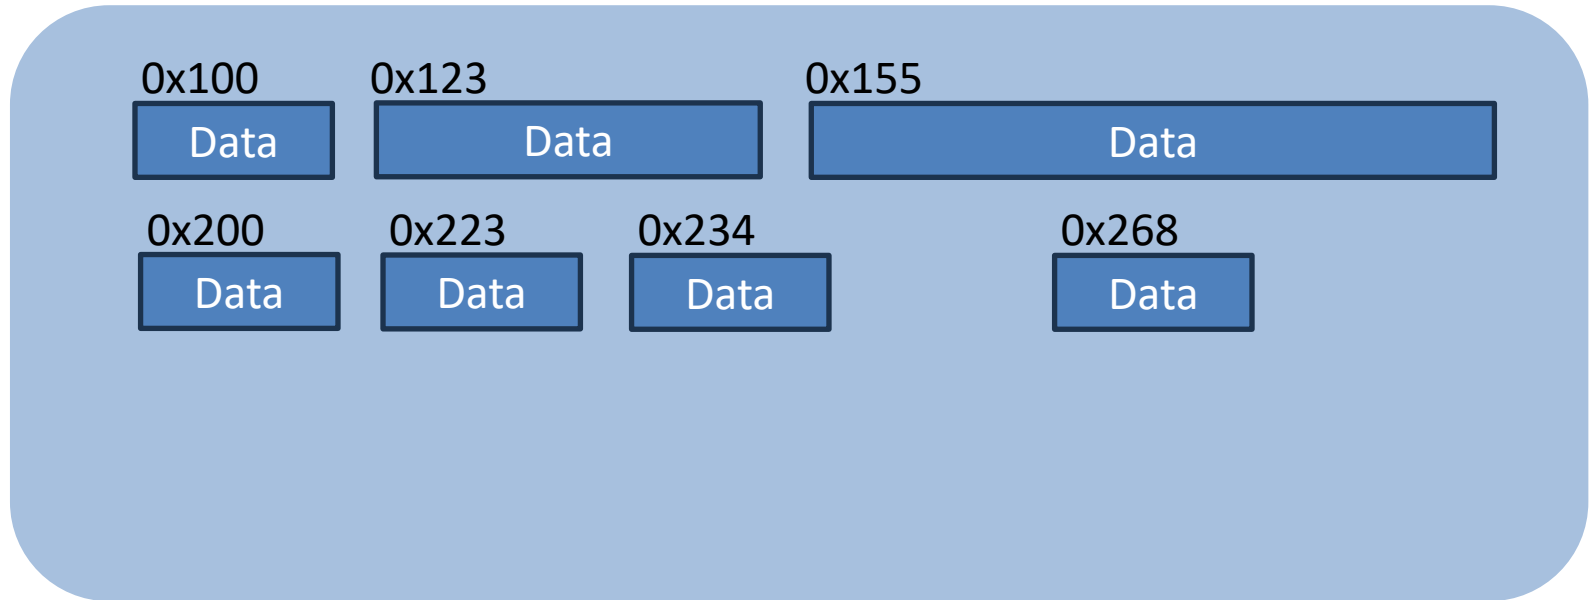 0x100 0x123 0x155
Data Data Data
0x200 0x223 0x234 0x268
Data Data Data Data